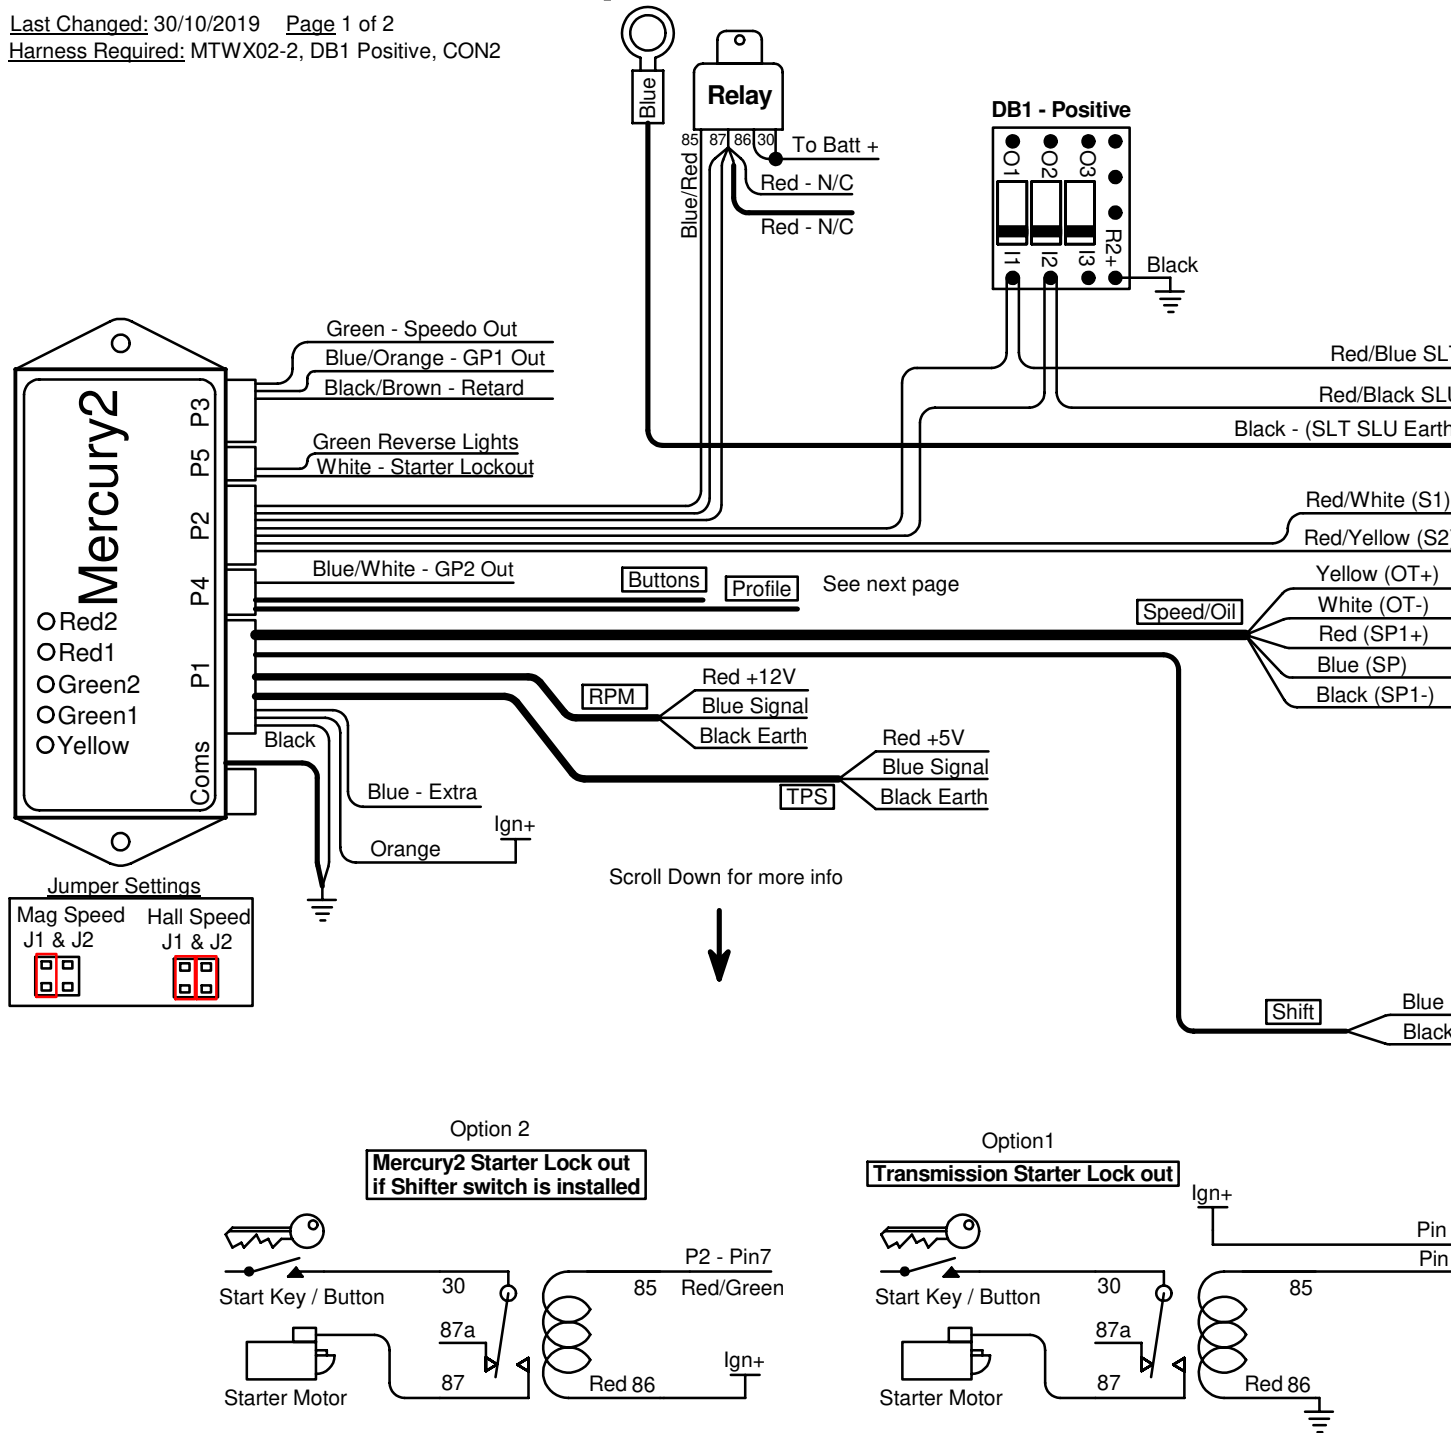 Last Changed: 30/10/2019 Page 1 of 2
Harness Required: MTWX02-2, DB1 Positive, CON2
Blue
Relay
85 87 86 30
To Batt +
Blue/Red
Red - N/C
Red - N/C
DB1 - Positive
O1 O2 O3
I1 I2 I3 R2+
Black
Green - Speedo Out
Blue/Orange - GP1 Out
Black/Brown - Retard
Green Reverse Lights
White - Starter Lockout
Blue/White - GP2 Out
Buttons
Profile
See next page
Mercury2
P3
P5
P2
P4
P1
Coms
Red2
Red1
Green2
Green1
Yellow
Red/Blue SLT
Red/Black SLU
Black - (SLT SLU Earth
Red/White (S1)
Red/Yellow (S2
Speed/Oil
Yellow (OT+)
White (OT-)
Red (SP1+)
Blue (SP)
Black (SP1-)
RPM
Red +12V
Blue Signal
Black Earth
TPS
Red +5V
Blue Signal
Black Earth
Black
Blue - Extra
Orange
Ign+
Scroll Down for more info
Jumper Settings
Mag Speed
J1 & J2
Hall Speed
J1 & J2
Shift
Blue
Black
Option 2
Mercury2 Starter Lock out
if Shifter switch is installed
Start Key / Button
30
87a
87
Starter Motor
P2 - Pin7
85 Red/Green
Ign+
Red 86
Option1
Transmission Starter Lock out
Ign+
Pin
Pin
Start Key / Button
30
85
87a
87
Starter Motor
Red 86